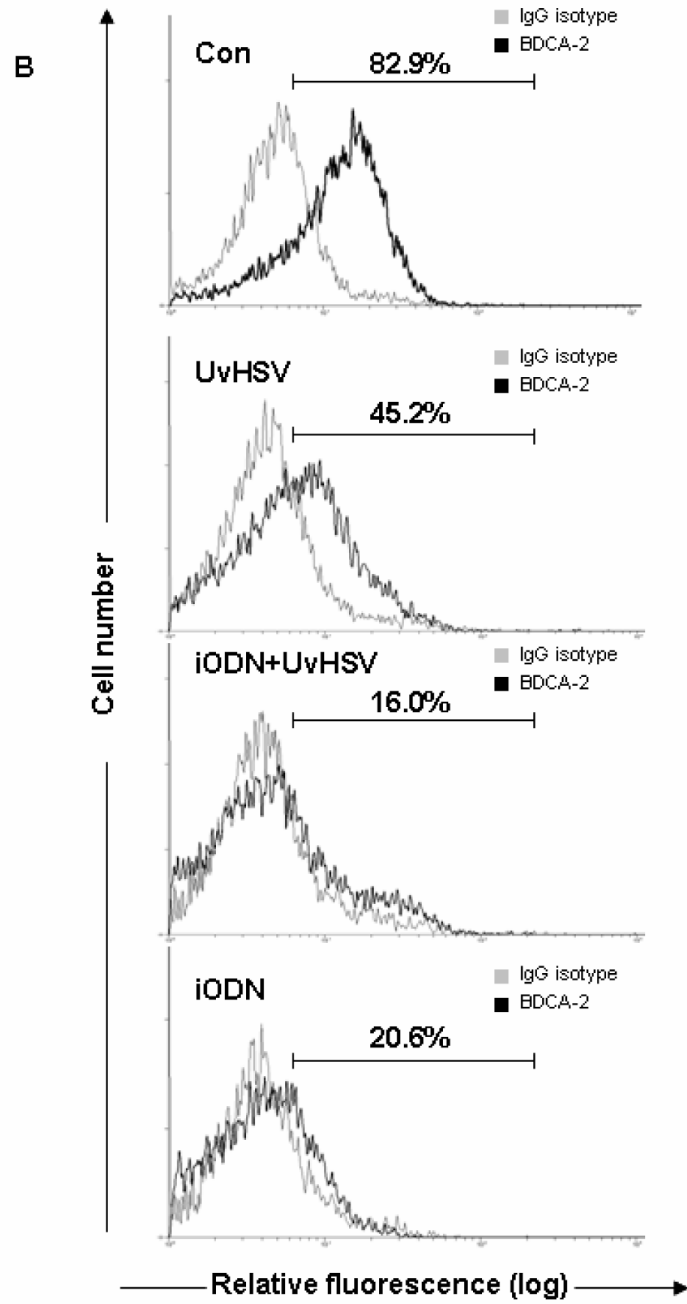 B
Con
IgG isotype
BDCA-2
82.9%
UvHSV
IgG isotype
BDCA-2
45.2%
iODN+UvHSV
IgG isotype
BDCA-2
16.0%
iODN
IgG isotype
BDCA-2
20.6%
Cell number
Relative fluorescence (log)